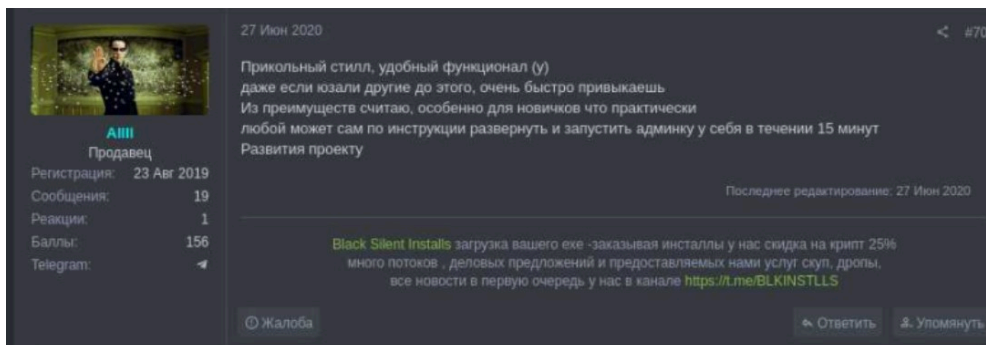 27 Июн 2020
#70
Прикольный стилл, удобный функционал (y)
даже если юзали другие до этого, очень быстро привыкаешь
Из преимуществ считаю, особенно для новичков что практически
любой может сам по инструкции развернуть и запустить админку у себя в течении 15 минут
Развития проекту
AllII
Продавец
Регистрация: 23 Авг 2019
Сообщения: 19
Реакции: 1
Баллы: 156
Telegram:
Последнее редактирование: 27 Июн 2020
Black Silent Installs загрузка вашего exe -заказывая инсталлы у нас скидка на крипт 25%
много потоков , деловых предложений и предоставляемых нами услуг скуп, дропы,
все новости в первую очередь у нас в канале https://t.me/BLKINSTLLS
Жалоба
Ответить
Упомянуть